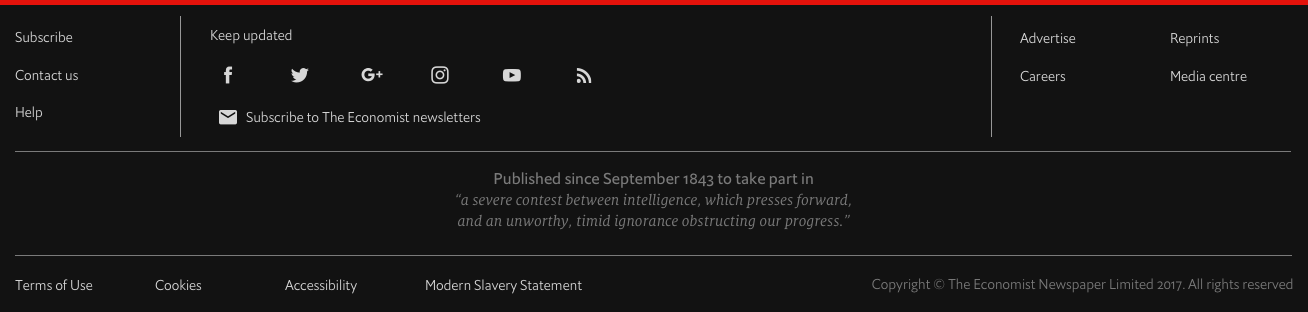 Subscribe
Contact us
Help
Keep updated
Subscribe to The Economist newsletters
Advertise
Reprints
Careers
Media centre
Published since September 1843 to take part in
“a severe contest between intelligence, which presses forward,
and an unworthy, timid ignorance obstructing our progress.”
Terms of Use
Cookies
Accessibility
Modern Slavery Statement
Copyright © The Economist Newspaper Limited 2017. All rights reserved